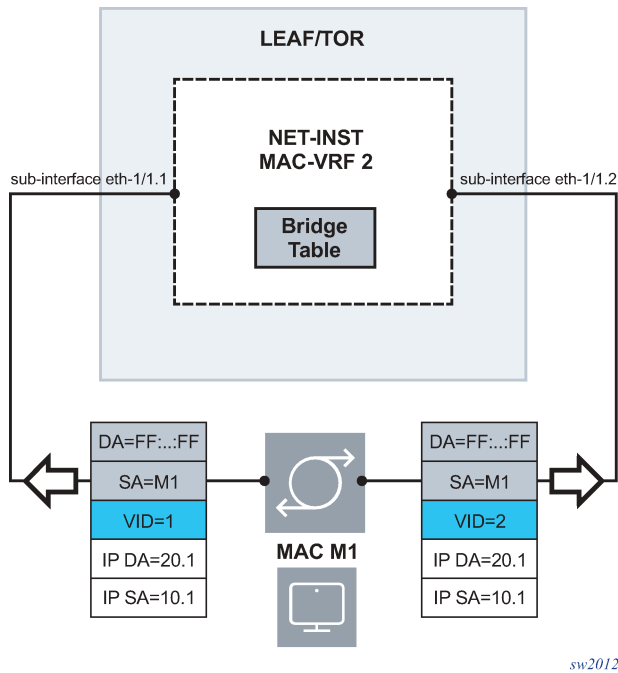 LEAF/TOR
NET-INST
MAC-VRF 2
sub-interface eth-1/1.1
sub-interface eth-1/1.2
Bridge
Table
DA=FF:..:FF
SA=M1
VID=1
IP DA=20.1
IP SA=10.1
MAC M1
DA=FF:..:FF
SA=M1
VID=2
IP DA=20.1
IP SA=10.1
sw2012